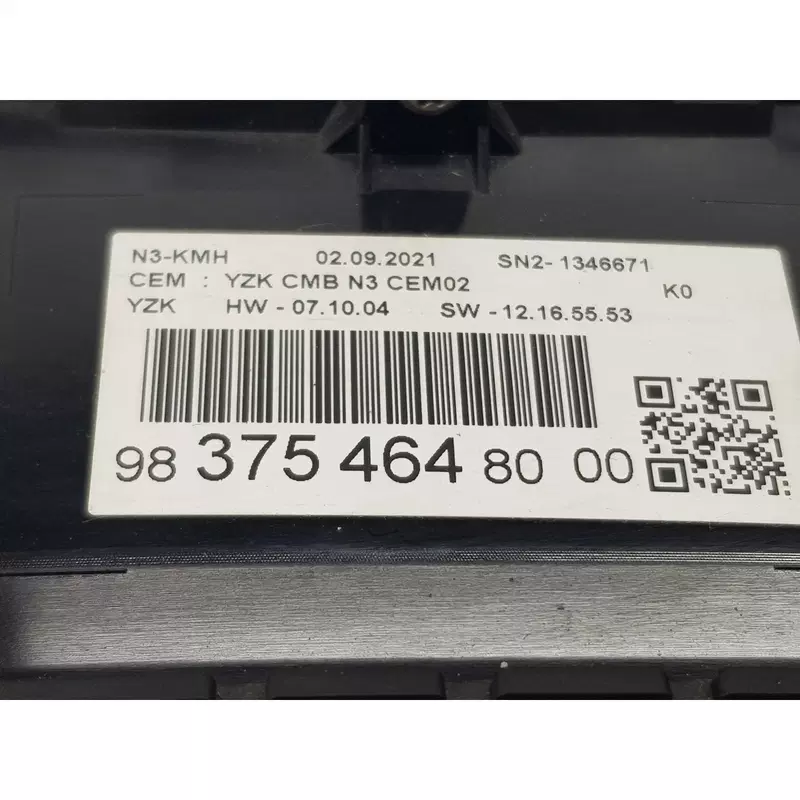 N3-KMH 02.09.2021 SN2-1346671
CEM : YZK CMB N3 CEM02 K0
YZK HW-07.10.04 SW-12.16.55.53
98 375 464 80 00